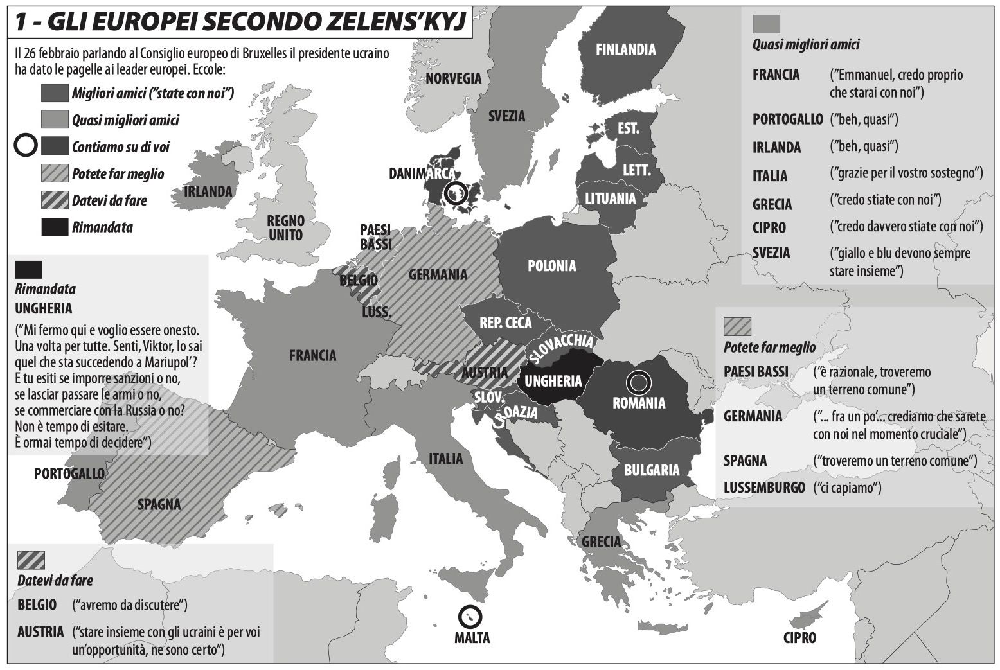 1 - GLI EUROPEI SECONDO ZELENS’KYJ
Il 26 febbraio parlando al Consiglio europeo di Bruxelles il presidente ucraino
ha dato le pagelle ai leader europei. Eccole:
Migliori amici (”state con noi”)
Quasi migliori amici
Contiamo su di voi
Potete far meglio
Datevi da fare
Rimandata
Rimandata
UNGHERIA
(”Mi fermo qui e voglio essere onesto.
Una volta per tutte. Senti, Viktor, lo sai
quel che sta succedendo a Mariupol’?
E tu esiti se imporre sanzioni o no,
se lasciar passare le armi o no,
se commerciare con la Russia o no?
Non è tempo di esitare.
È ormai tempo di decidere”)
Datevi da fare
BELGIO (”avremo da discutere”)
AUSTRIA (”stare insieme con gli ucraini è per voi
un’opportunità, ne sono certo”)
Quasi migliori amici
FRANCIA (”Emmanuel, credo proprio
che starai con noi”)
PORTOGALLO (”beh, quasi”)
IRLANDA (”beh, quasi”)
ITALIA (”grazie per il vostro sostegno”)
GRECIA (”credo stiate con noi”)
CIPRO (”credo davvero stiate con noi”)
SVEZIA (”giallo e blu devono sempre
stare insieme”)
Potete far meglio
PAESI BASSI (”è razionale, troveremo
un terreno comune”)
GERMANIA (”... fra un po’... crediamo che sarete
con noi nel momento cruciale”)
SPAGNA (”troveremo un terreno comune”)
LUSSEMBURGO (”ci capiamo”)
FINLANDIA
NORVEGIA
SVEZIA
EST.
LETT.
LITUANIA
DANIMARCA
IRLANDA
REGNO
UNITO
PAESI
BASSI
BELGIO
LUSS.
GERMANIA
POLONIA
REP. CECA
SLOVACCHIA
FRANCIA
AUSTRIA
UNGHERIA
ROMANIA
SLOV.
CROAZIA
ITALIA
BULGARIA
PORTOGALLO
SPAGNA
GRECIA
MALTA
CIPRO